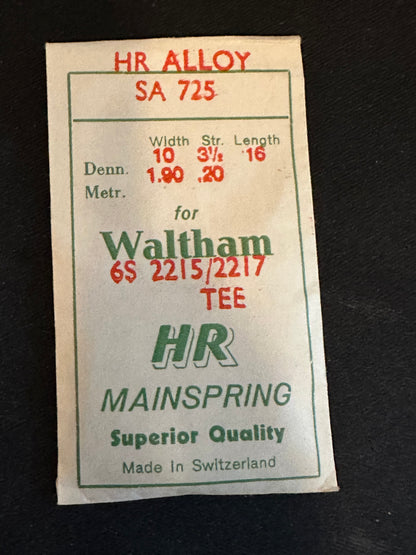 HR ALLOY
SA 725
Width Str. Length
Denn. 10 3½ 16
Metr. 1.90 .20
for
Waltham
6S 2215/2217
TEE
HR
MAINSPRING
Superior Quality
Made In Switzerland